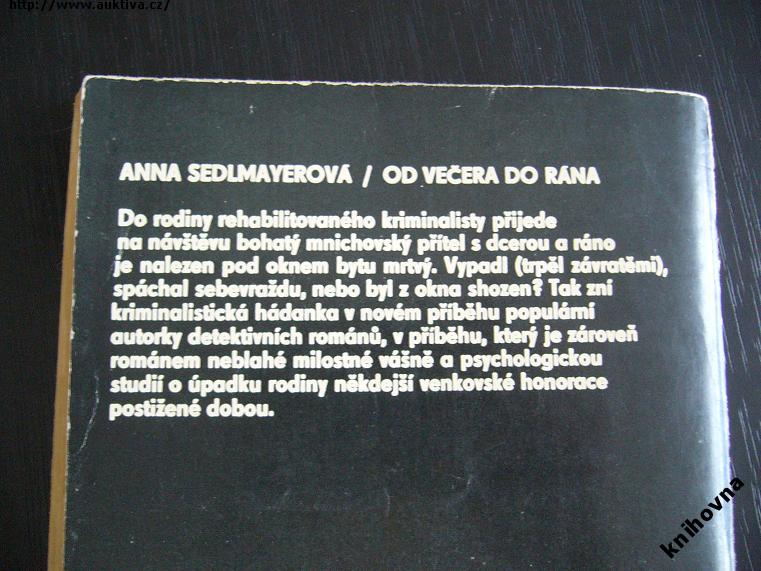 http://www.auktiva.cz/
ANNA SEDLMAYEROVÁ / OD VEČERA DO RÁNA
Do rodiny rehabilitovaného kriminalisty přijede
na návštěvu bohatý mnichovský přítel s dcerou a ráno
je nalezen pod oknem bytu mrtvý. Vypadl (trpěl závratěmi),
spáchal sebevraždu, nebo byl z okna shozen? Tak zní
kriminalistická hádanka v novém příběhu populární
autorky detektivních románů, v příběhu, který je zároveň
románem neblahé milostné vášně a psychologickou
studií o úpadku rodiny někdejší venkovské honorace
postižené dobou.
knihovna